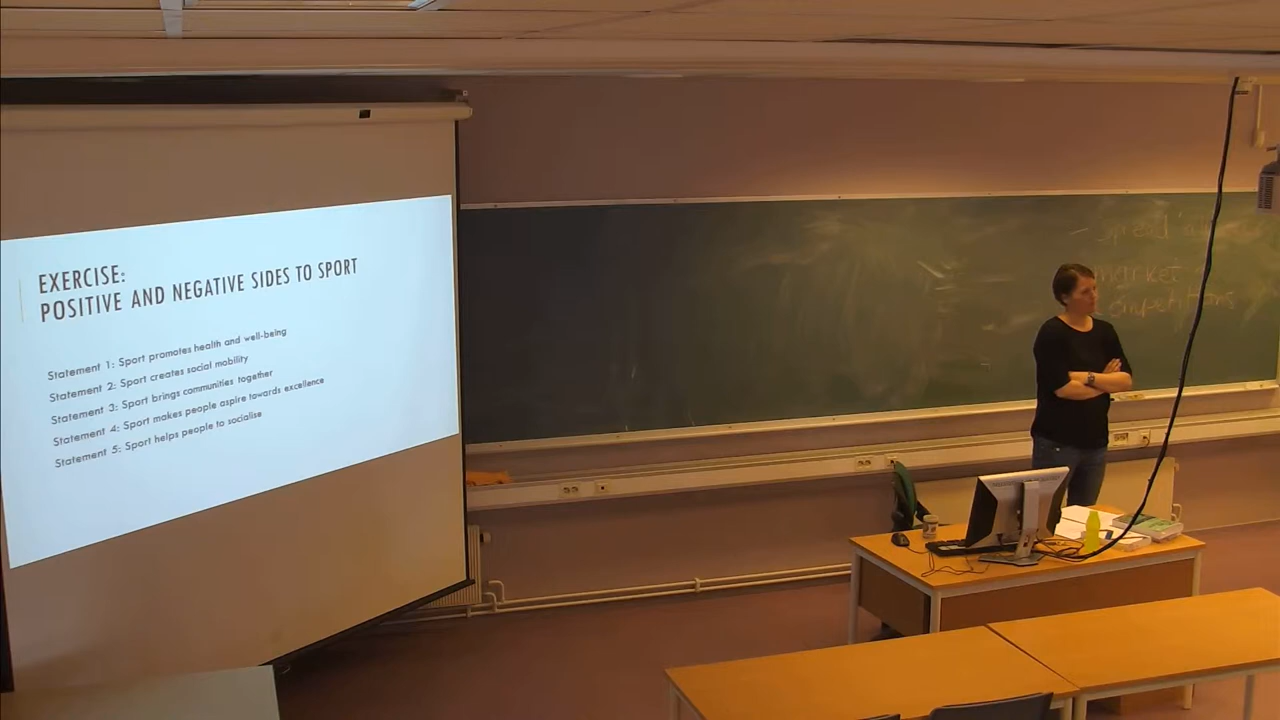 EXERCISE:
POSITIVE AND NEGATIVE SIDES TO SPORT
Statement 1: Sport promotes health and well-being
Statement 2: Sport creates social mobility
Statement 3: Sport brings communities together
Statement 4: Sport makes people aspire towards excellence
Statement 5: Sport helps people to socialise
market